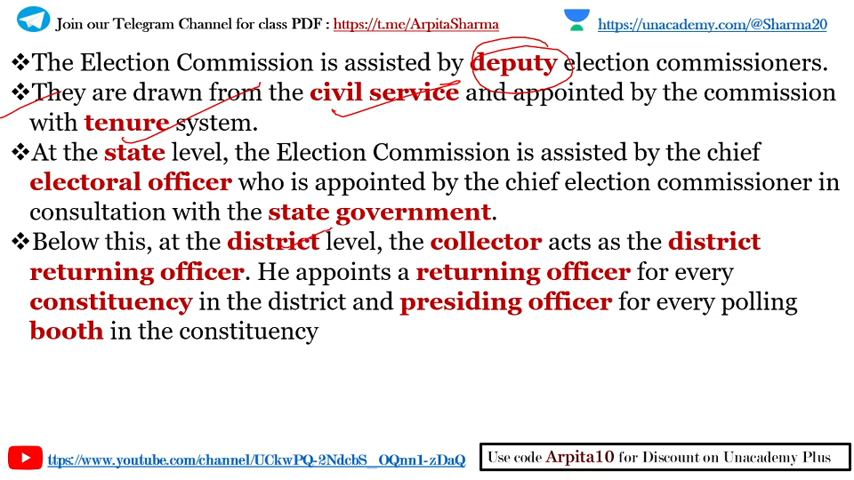 Join our Telegram Channel for class PDF : https://t.me/ArpitaSharma
https://unacademy.com/@Sharma20
❖The Election Commission is assisted by deputy election commissioners.
❖They are drawn from the civil service and appointed by the commission
with tenure system.
❖At the state level, the Election Commission is assisted by the chief
electoral officer who is appointed by the chief election commissioner in
consultation with the state government.
❖Below this, at the district level, the collector acts as the district
returning officer. He appoints a returning officer for every
constituency in the district and presiding officer for every polling
booth in the constituency
ttps://www.youtube.com/channel/UCkwPQ-2NdcbS_OQnn1-zDaQ
Use code Arpita10 for Discount on Unacademy Plus